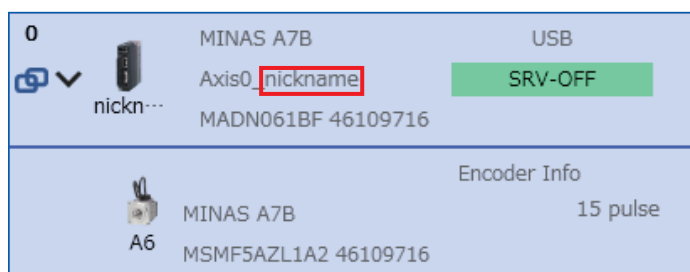 0
MINAS A7B
USB
Axis0_nickname
SRV-OFF
nickn…
MADN061BF 46109716
Encoder Info
MINAS A7B
15 pulse
A6
MSMF5AZL1A2 46109716